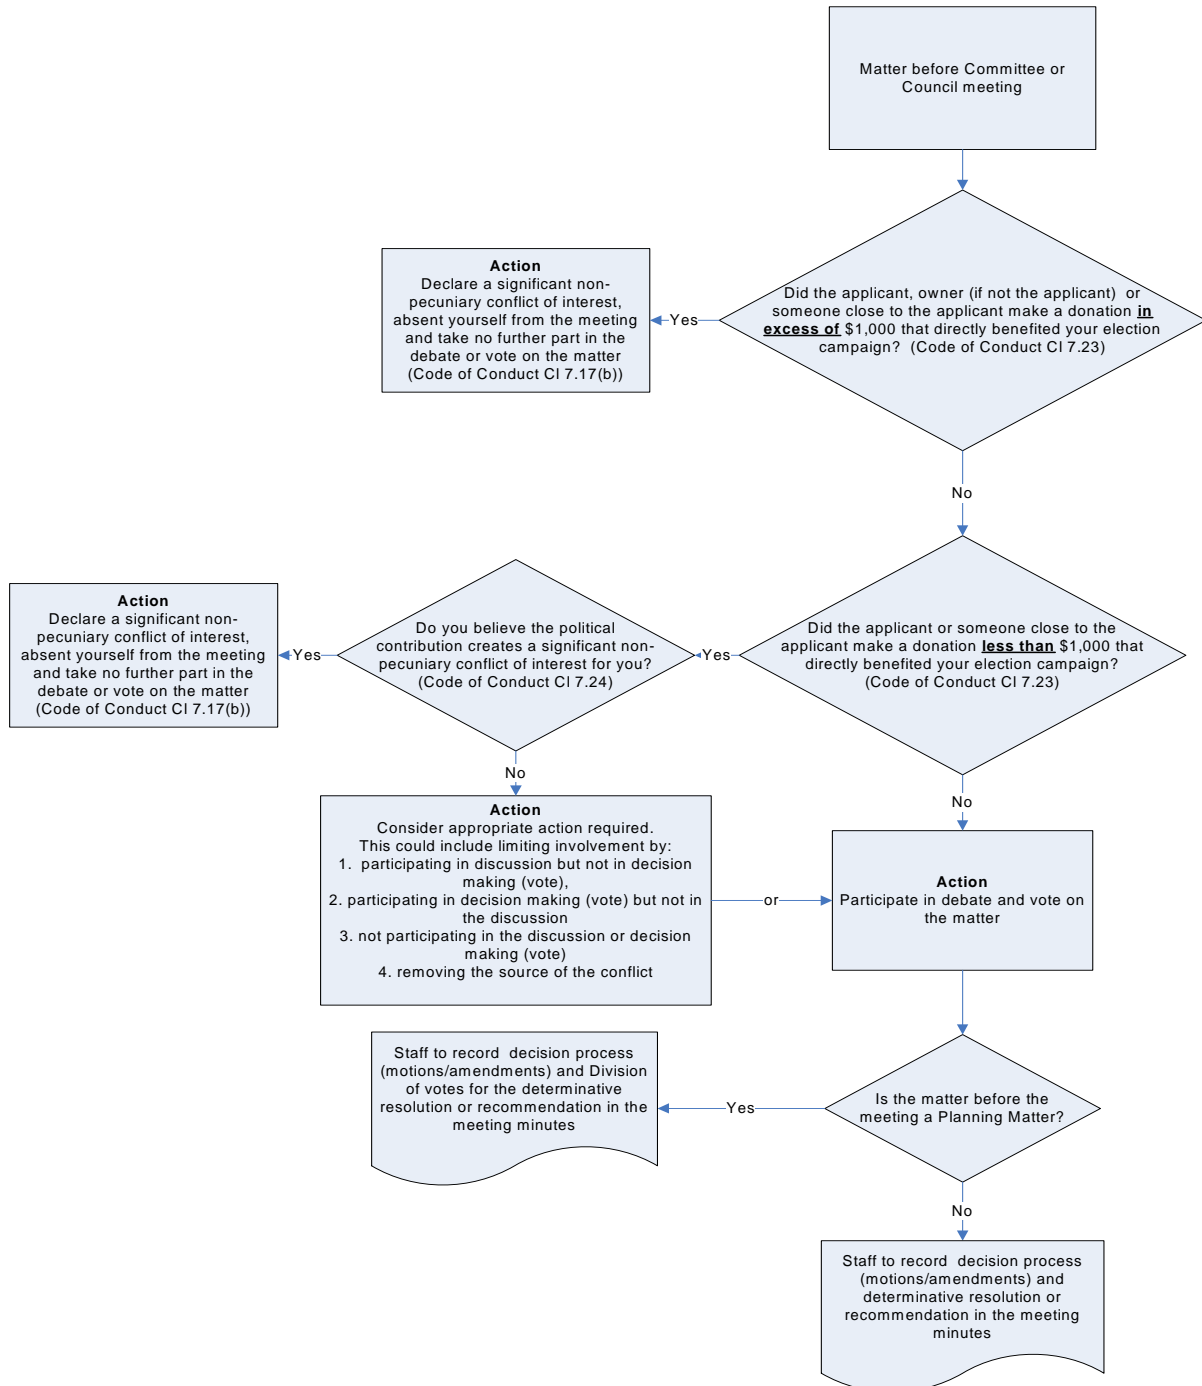 Matter before Committee or
Council meeting
Action
Declare a significant non-
pecuniary conflict of interest,
absent yourself from the meeting
and take no further part in the
debate or vote on the matter
(Code of Conduct Cl 7.17(b))
Yes
Did the applicant, owner (if not the applicant) or
someone close to the applicant make a donation in
excess of $1,000 that directly benefited your election
campaign? (Code of Conduct Cl 7.23)
No
Action
Declare a significant non-
pecuniary conflict of interest,
absent yourself from the meeting
and take no further part in the
debate or vote on the matter
(Code of Conduct Cl 7.17(b))
Yes
Do you believe the political
contribution creates a significant non-
pecuniary conflict of interest for you?
(Code of Conduct Cl 7.24)
Yes
Did the applicant or someone close to the
applicant make a donation less than $1,000 that
directly benefited your election campaign?
(Code of Conduct Cl 7.23)
No
No
Action
Consider appropriate action required.
This could include limiting involvement by:
1. participating in discussion but not in decision
making (vote),
2. participating in decision making (vote) but not in
the discussion
3. not participating in the discussion or decision
making (vote)
4. removing the source of the conflict
or
Action
Participate in debate and vote on
the matter
Staff to record decision process
(motions/amendments) and Division
of votes for the determinative
resolution or recommendation in the
meeting minutes
Yes
Is the matter before the
meeting a Planning Matter?
No
Staff to record decision process
(motions/amendments) and
determinative resolution or
recommendation in the meeting
minutes